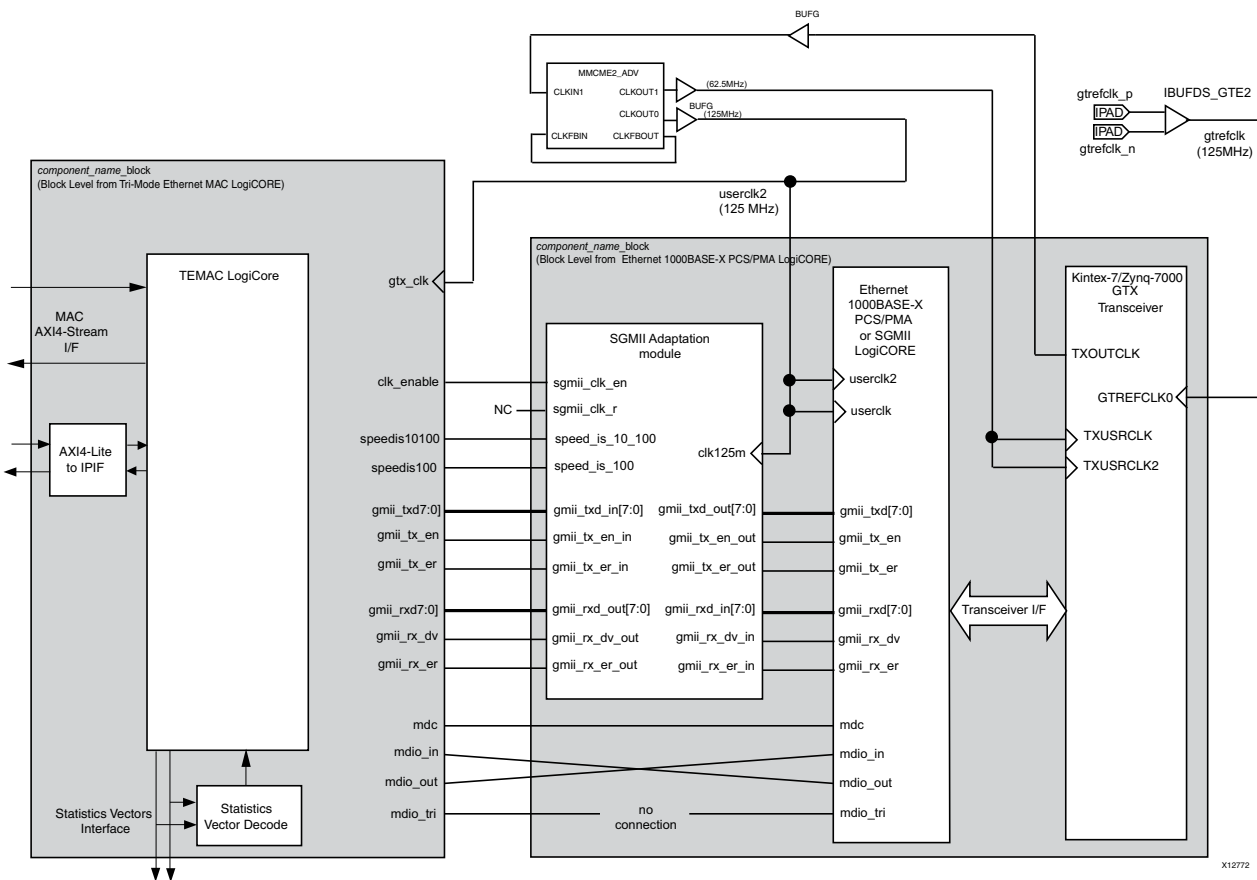 BUFG
MMCME2_ADV
CLKIN1
CLKOUT1
(62.5MHz)
CLKOUT0
BUFG
(125MHz)
CLKFBIN
CLKFBOUT
gtrefclk_p
IBUFDS_GTE2
IPAD
IPAD
gtrefclk_n
gtrefclk
(125MHz)
component_name_block
(Block Level from Tri-Mode Ethernet MAC LogiCORE)
userclk2
(125 MHz)
component_name_block
(Block Level from Ethernet 1000BASE-X PCS/PMA LogiCORE)
TEMAC LogiCore
gtx_clk
MAC
AXI4-Stream
I/F
AXI4-Lite
to IPIF
clk_enable
speedis10100
speedis100
gmii_txd7:0]
gmii_tx_en
gmii_tx_er
gmii_rxd7:0]
gmii_rx_dv
gmii_rx_er
mdc
mdio_in
mdio_out
mdio_tri
Statistics Vectors
Interface
Statistics
Vector Decode
NC
SGMII Adaptation
module
sgmii_clk_en
sgmii_clk_r
speed_is_10_100
speed_is_100
clk125m
gmii_txd_in[7:0]
gmii_txd_out[7:0]
gmii_tx_en_in
gmii_tx_en_out
gmii_tx_er_in
gmii_tx_er_out
gmii_rxd_out[7:0]
gmii_rxd_in[7:0]
gmii_rx_dv_out
gmii_rx_dv_in
gmii_rx_er_out
gmii_rx_er_in
no
connection
Ethernet
1000BASE-X
PCS/PMA
or SGMII
LogiCORE
userclk2
userclk
gmii_txd[7:0]
gmii_tx_en
gmii_tx_er
gmii_rxd[7:0]
gmii_rx_dv
gmii_rx_er
mdc
mdio_in
mdio_out
mdio_tri
Transceiver I/F
Kintex-7/Zynq-7000
GTX
Transceiver
TXOUTCLK
GTREFCLK0
TXUSRCLK
TXUSRCLK2
X12772